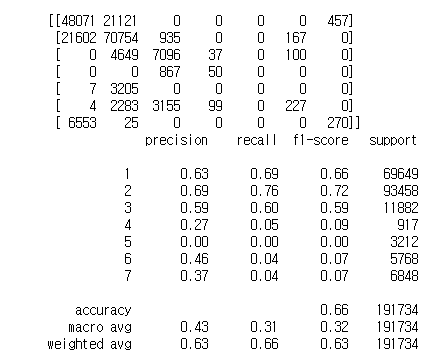 [[48071 21121 0 0 0 0 457]
[21602 70754 935 0 0 167 0]
[ 0 4649 7096 37 0 100 0]
[ 0 0 867 50 0 0 0]
[ 7 3205 0 0 0 0 0]
[ 4 2283 3155 99 0 227 0]
[ 6553 25 0 0 0 0 270]]
precision recall f1-score support
1 0.63 0.69 0.66 69649
2 0.69 0.76 0.72 93458
3 0.59 0.60 0.59 11882
4 0.27 0.05 0.09 917
5 0.00 0.00 0.00 3212
6 0.46 0.04 0.07 5768
7 0.37 0.04 0.07 6848
accuracy 0.66 191734
macro avg 0.43 0.31 0.32 191734
weighted avg 0.63 0.66 0.63 191734